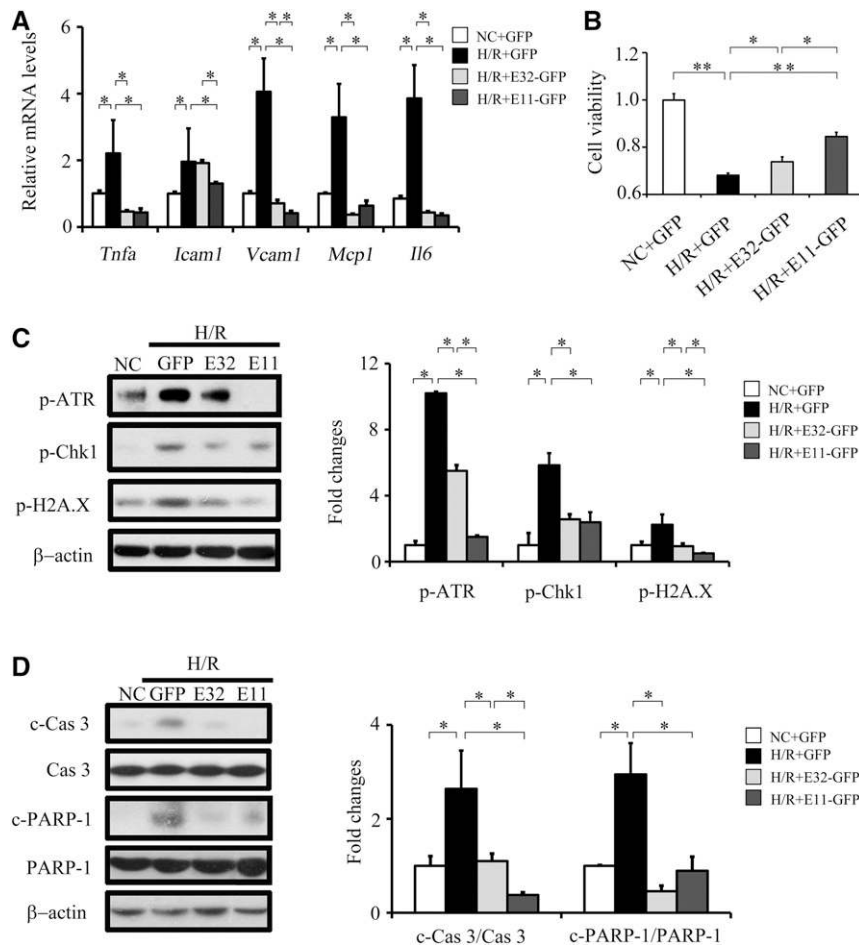 A
Relative mRNA levels
6
4
2
0
* * * * * * * * * * * * * * * *
Tnfa Icam1 Vcam1 Mcp1 Il6
NC+GFP
H/R+GFP
H/R+E32-GFP
H/R+E11-GFP
B
Cell viability
1.2
1.0
0.8
0.6
* *
** **
NC+GFP H/R+GFP H/R+E32-GFP H/R+E11-GFP
C
H/R
NC GFP E32 E11
p-ATR
p-Chk1
p-H2A.X
β-actin
Fold changes
12
8
4
0
* * * * *
* * * * * *
p-ATR p-Chk1 p-H2A.X
NC+GFP
H/R+GFP
H/R+E32-GFP
H/R+E11-GFP
D
H/R
NC GFP E32 E11
c-Cas 3
Cas 3
c-PARP-1
PARP-1
β-actin
Fold changes
4
2
0
* * *
* * * *
c-Cas 3/Cas 3 c-PARP-1/PARP-1
NC+GFP
H/R+GFP
H/R+E32-GFP
H/R+E11-GFP